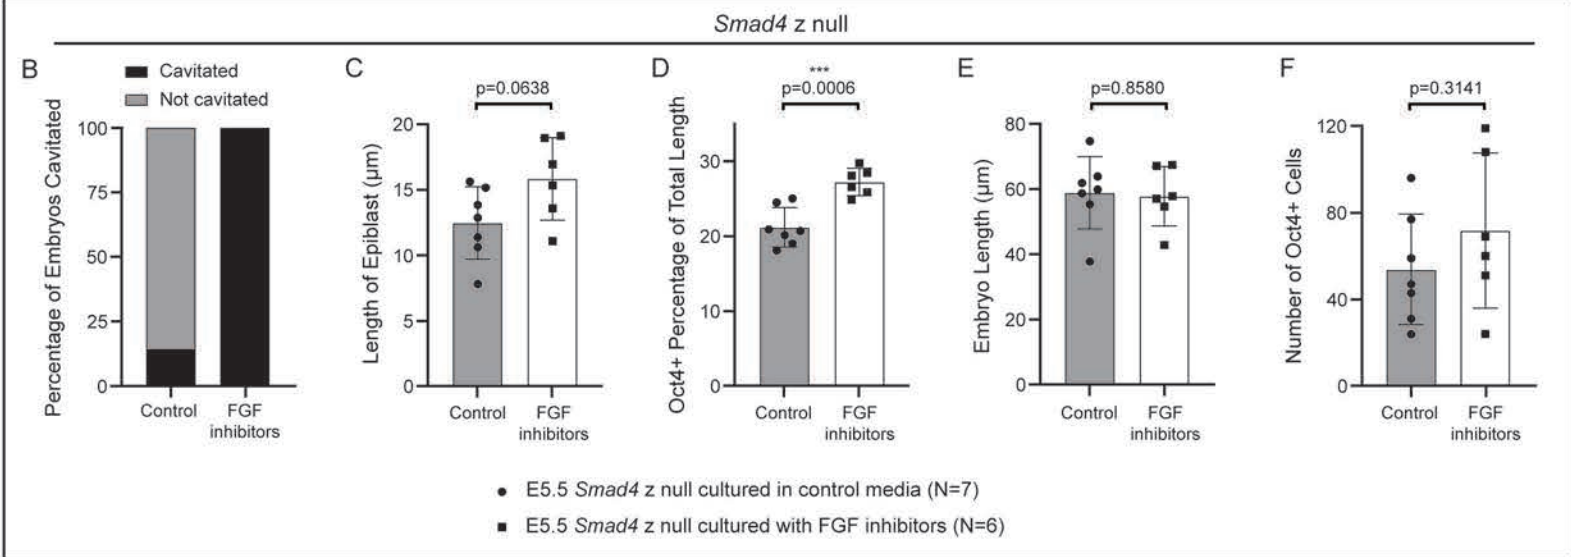 Smad4 z null
B
Cavitated
Not cavitated
Percentage of Embryos Cavitated
100
75
50
25
0
Control
FGF
inhibitors
C
p=0.0638
Length of Epiblast (µm)
20
15
10
5
0
Control
FGF
inhibitors
D
***
p=0.0006
Oct4+ Percentage of Total Length
30
20
10
0
Control
FGF
inhibitors
E
p=0.8580
Embryo Length (µm)
80
60
40
20
0
Control
FGF
inhibitors
F
p=0.3141
Number of Oct4+ Cells
120
80
40
0
Control
FGF
inhibitors
E5.5 Smad4 z null cultured in control media (N=7)
E5.5 Smad4 z null cultured with FGF inhibitors (N=6)